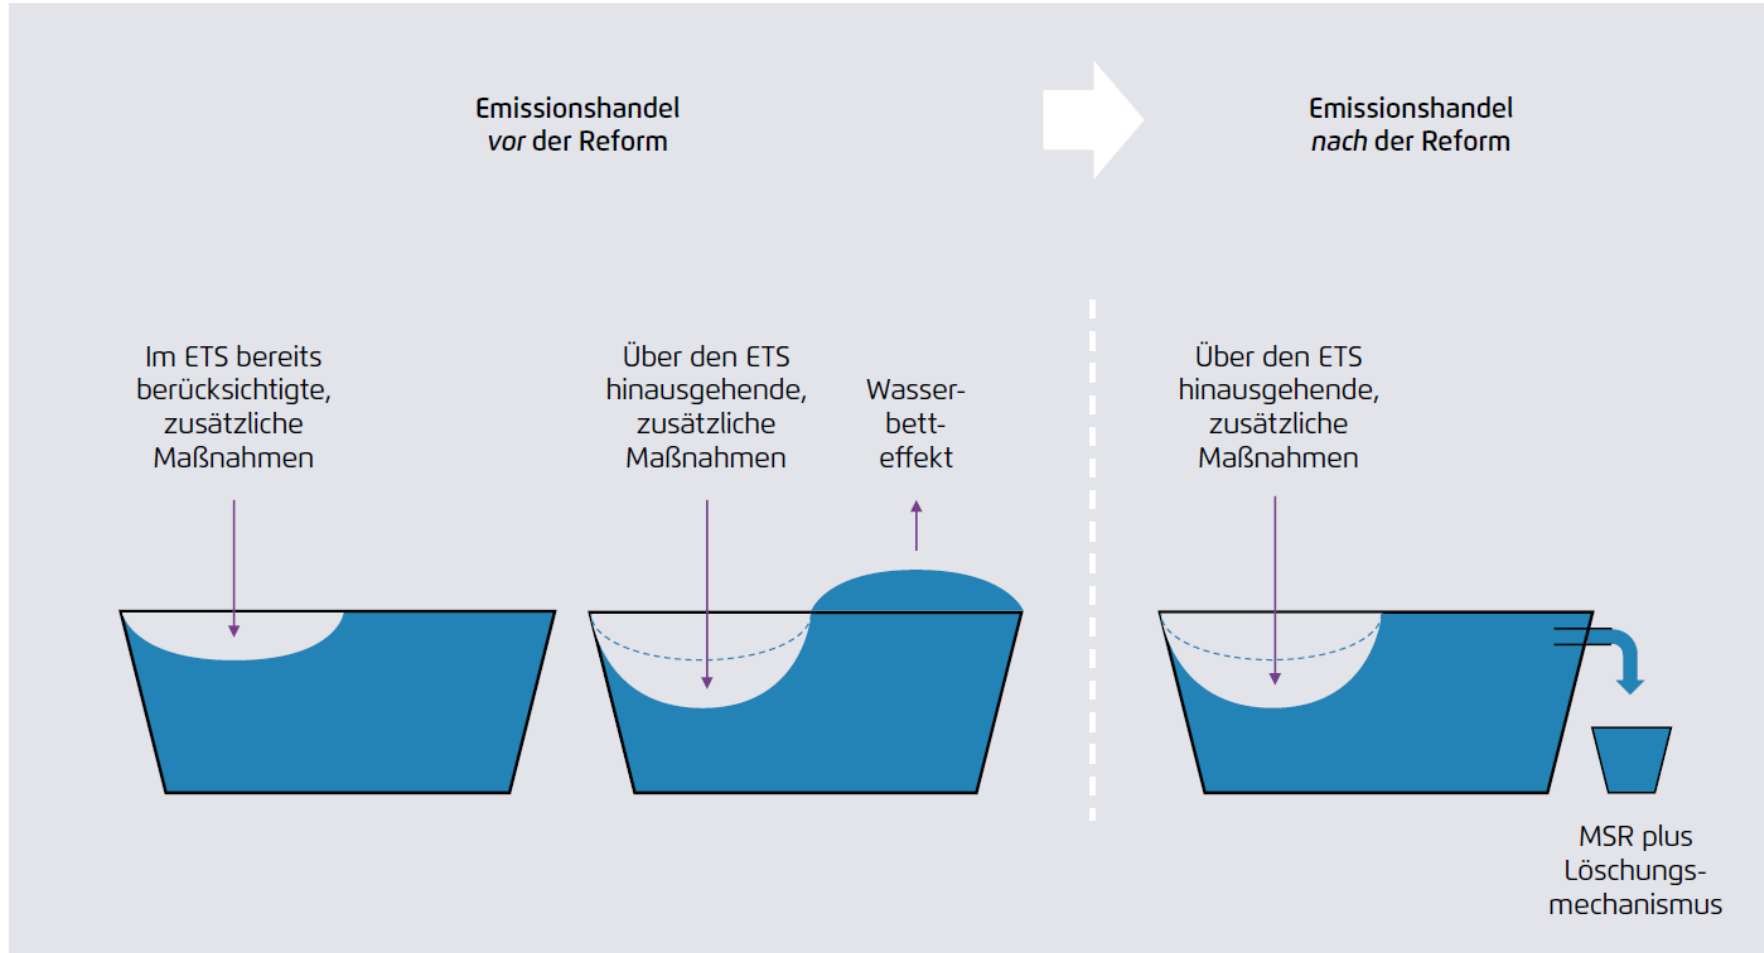 Emissionshandel
vor der Reform
Emissionshandel
nach der Reform
Im ETS bereits
berücksichtigte,
zusätzliche
Maßnahmen
Über den ETS
hinausgehende,
zusätzliche
Maßnahmen
Wasser-
bett-
effekt
Über den ETS
hinausgehende,
zusätzliche
Maßnahmen
MSR plus
Löschungs-
mechanismus